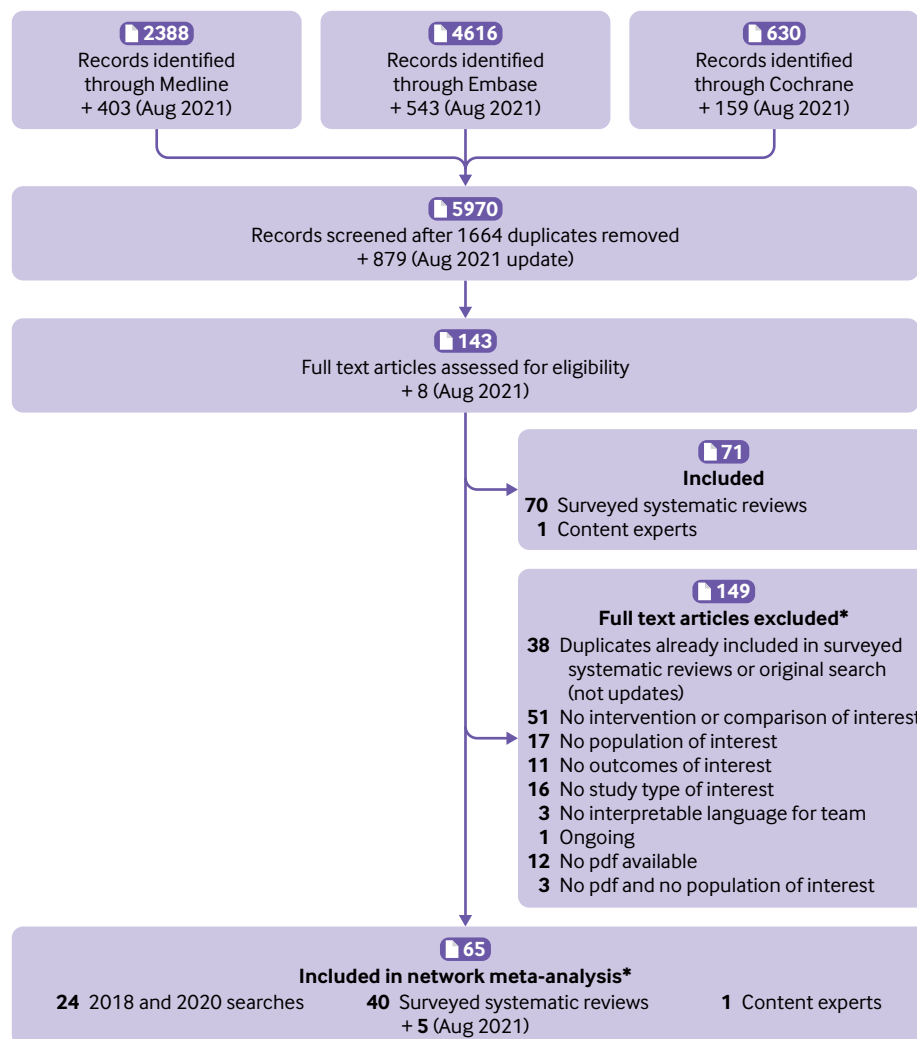 2388
Records identified
through Medline
+ 403 (Aug 2021)
4616
Records identified
through Embase
+ 543 (Aug 2021)
630
Records identified
through Cochrane
+ 159 (Aug 2021)
5970
Records screened after 1664 duplicates removed
+ 879 (Aug 2021 update)
143
Full text articles assessed for eligibility
+ 8 (Aug 2021)
71
Included
70 Surveyed systematic reviews
1 Content experts
149
Full text articles excluded*
38 Duplicates already included in surveyed
systematic reviews or original search
(not updates)
51 No intervention or comparison of interest
17 No population of interest
11 No outcomes of interest
16 No study type of interest
3 No interpretable language for team
1 Ongoing
12 No pdf available
3 No pdf and no population of interest
65
Included in network meta-analysis*
24 2018 and 2020 searches
40 Surveyed systematic reviews
+ 5 (Aug 2021)
1 Content experts